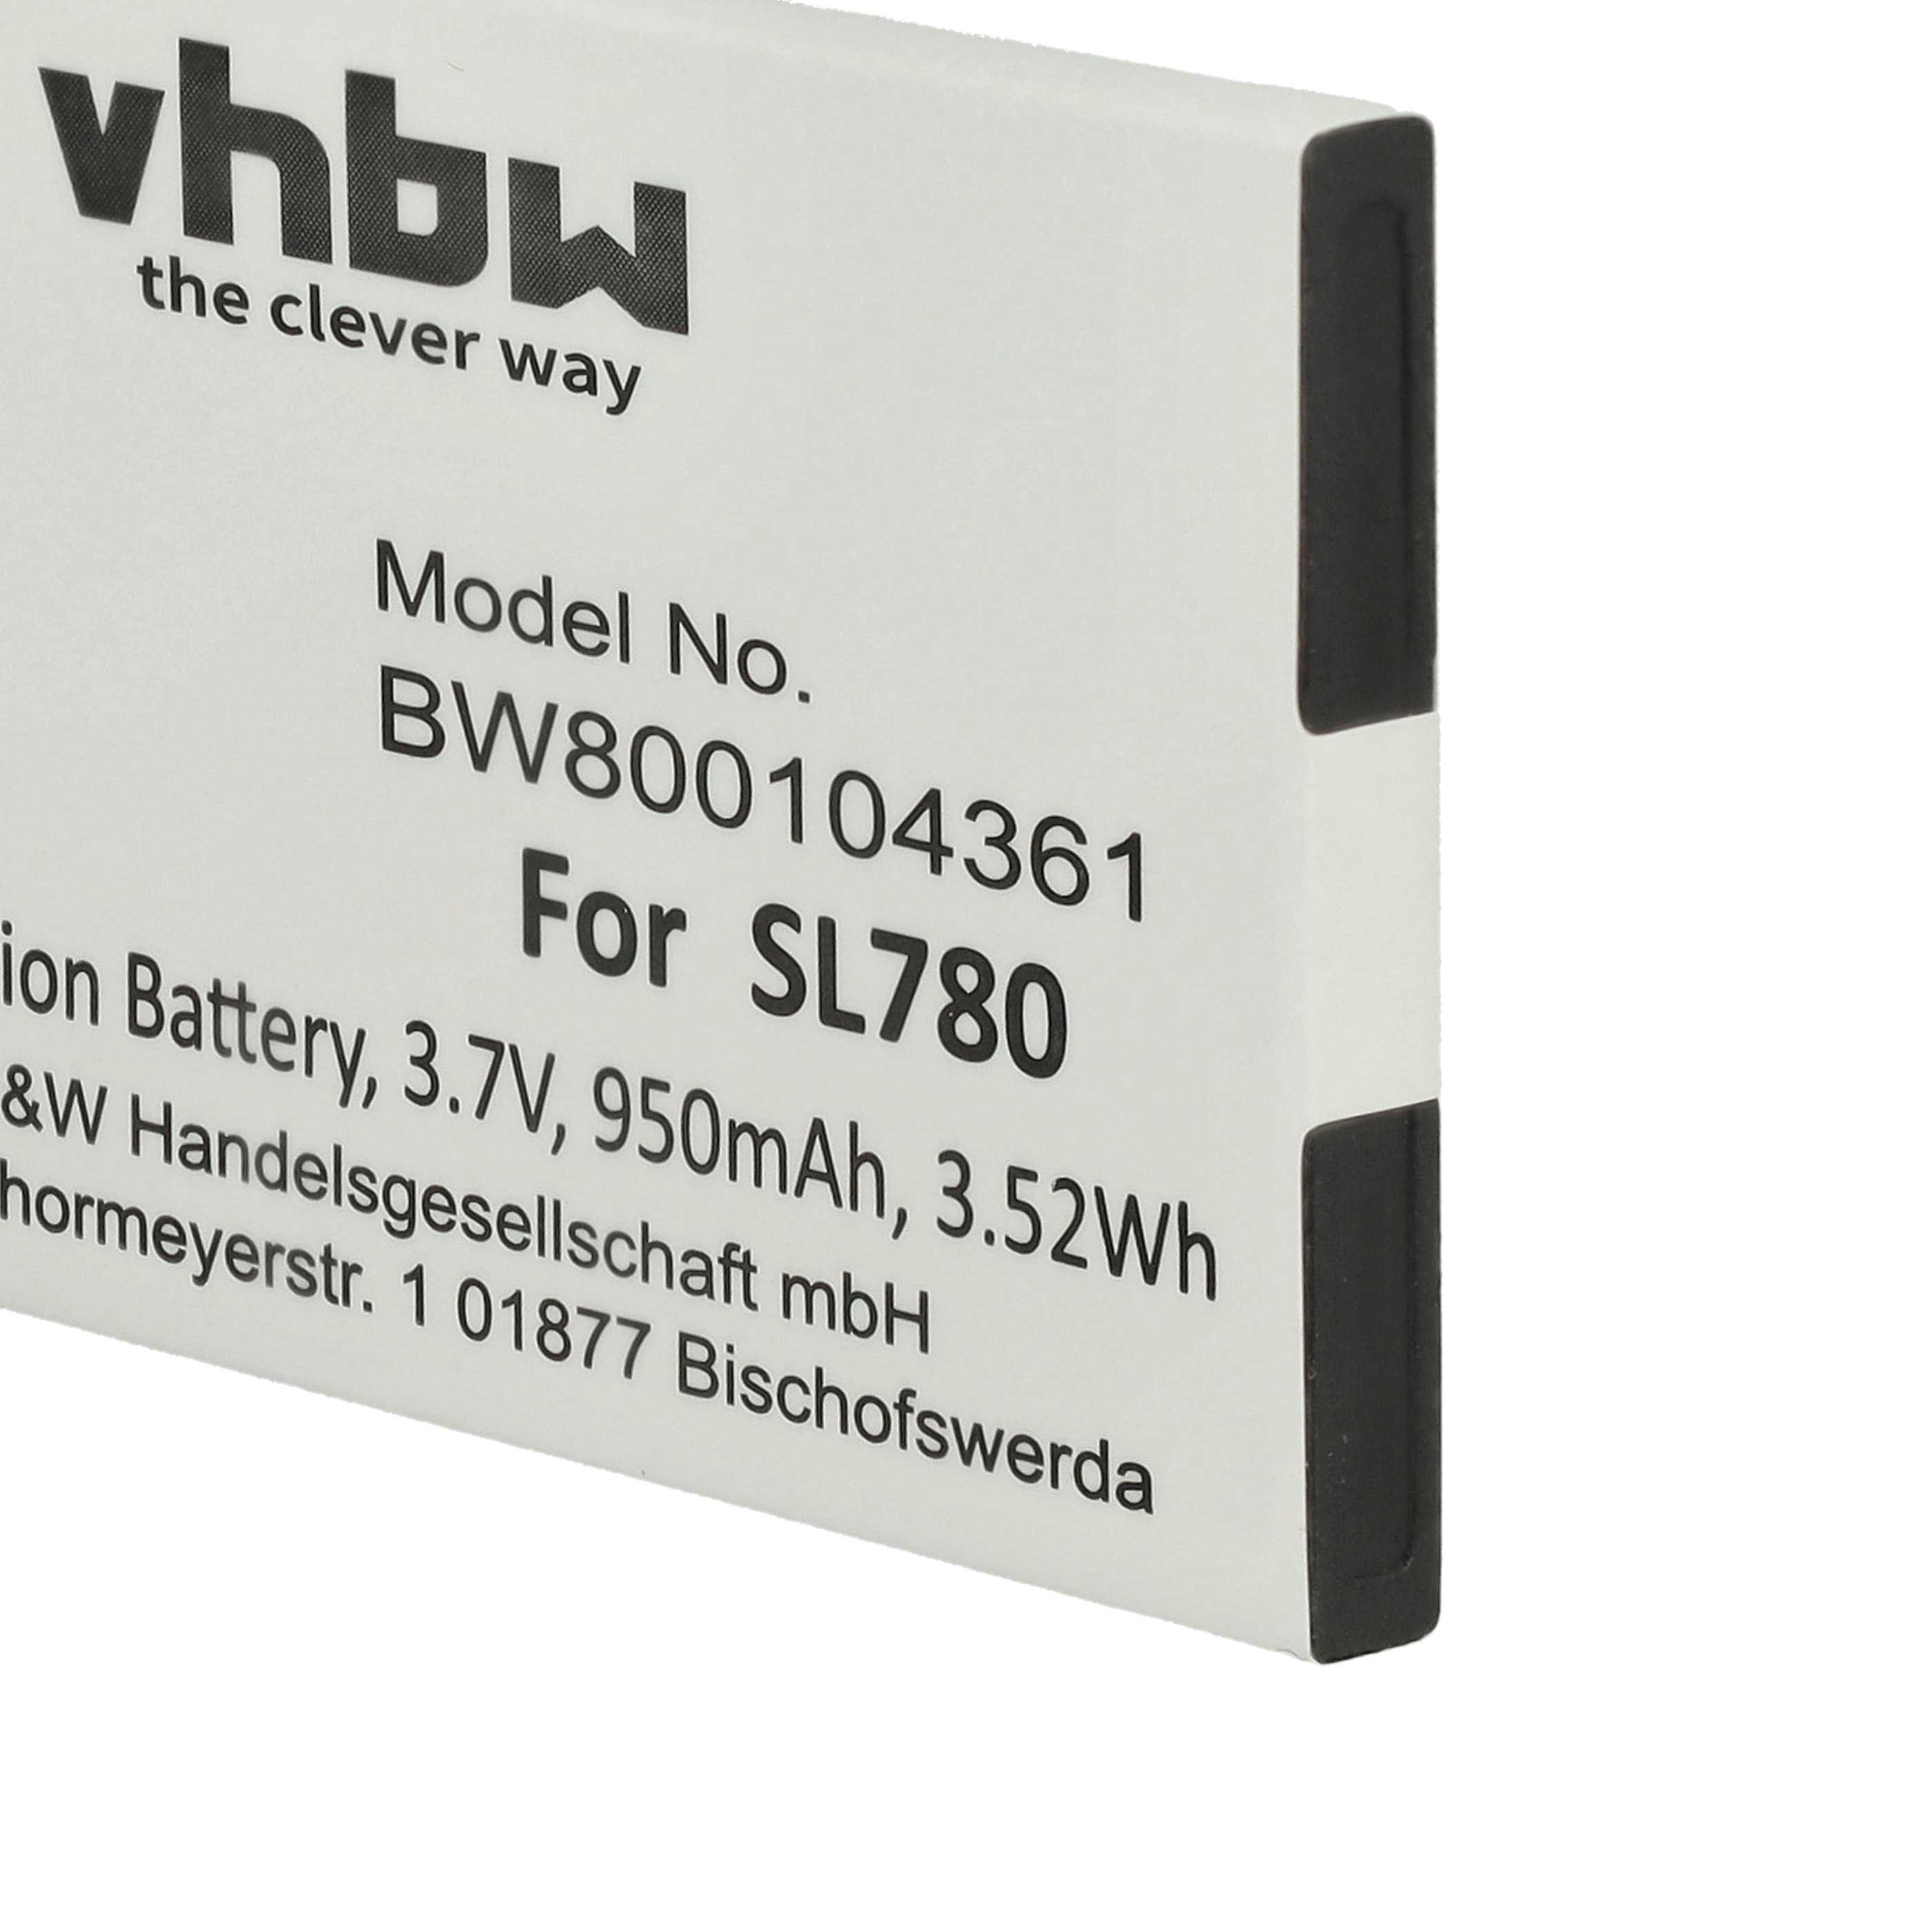 vhbw
the clever way
Model No.
BW800104361
For SL780
ion Battery, 3.7V, 950mAh, 3.52Wh
&W Handelsgesellschaft mbH
hormeyerstr. 1 01877 Bischofswerda